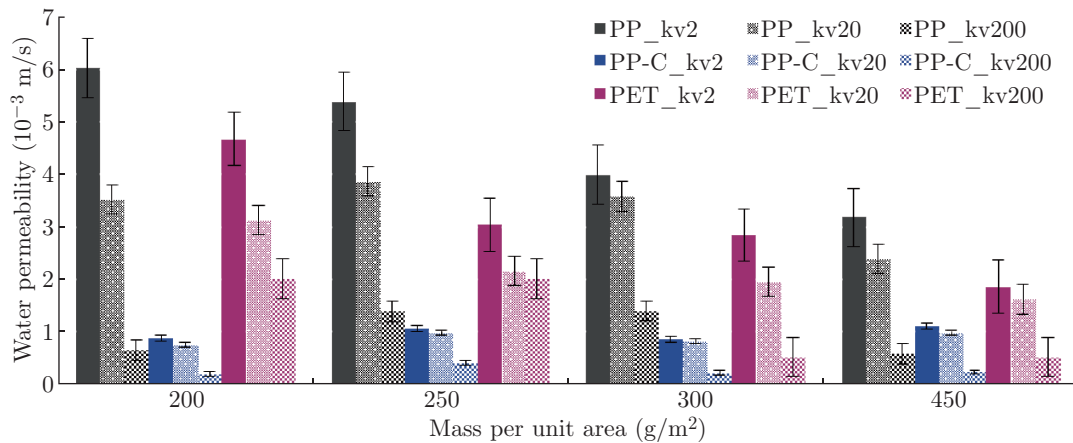 7
6
5
4
3
2
1
0
Water permeability (10⁻³ m/s)
PP_kv2 PP_kv20 PP_kv200
PP-C_kv2 PP-C_kv20 PP-C_kv200
PET_kv2 PET_kv20 PET_kv200
200 250 300 450
Mass per unit area (g/m²)